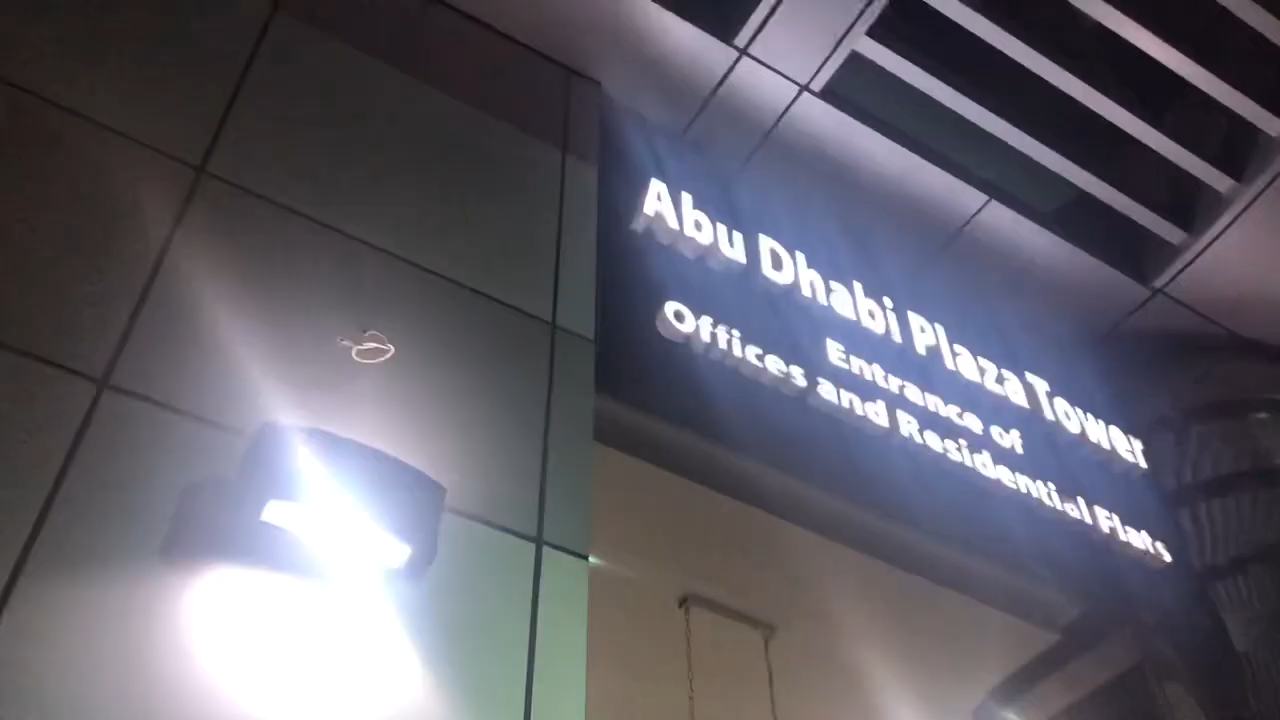 Abu Dhabi Plaza Tower
Entrance of
Offices and Residential Flats